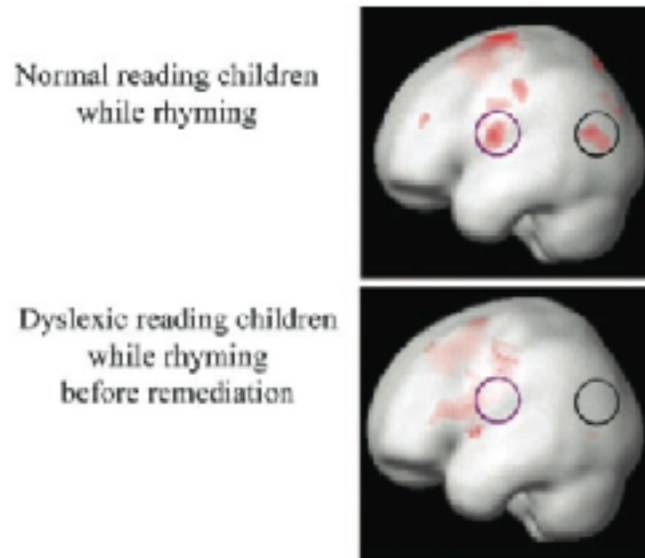 Normal reading children
while rhyming
Dyslexic reading children
while rhyming
before remediation